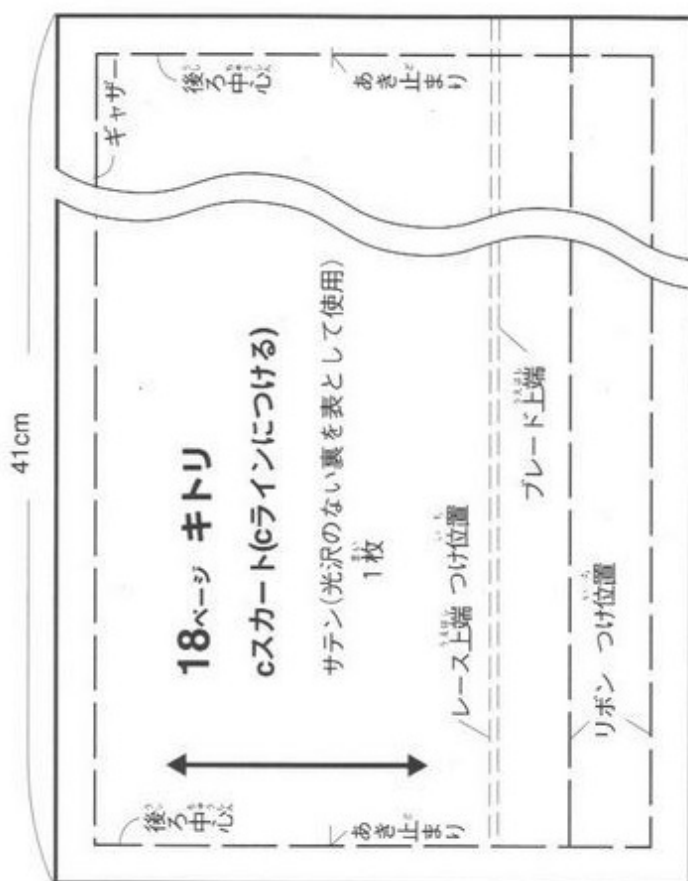 41cm
ギャザー
後ろ中心
あき止まり
18ページ キトリ
cスカート(cラインにつける)
サテン(光沢のない裏を表として使用)
1枚
レース上端 つけ位置
ブレード上端
リボン つけ位置
後ろ中心
あき止まり